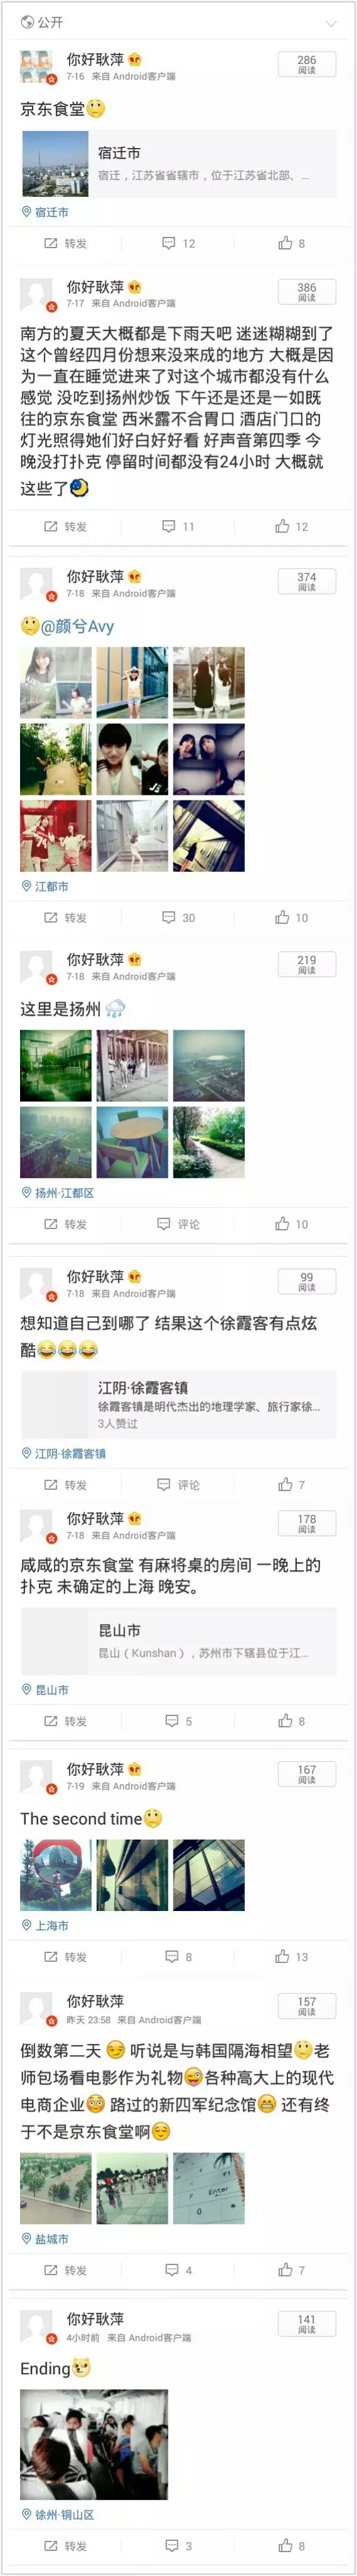 公开
你好耿萍
7-16 来自 Android客户端
286
阅读
京东食堂
宿迁市
宿迁，江苏省省辖市，位于江苏省北部、...
宿迁市
转发 12 8
你好耿萍
7-17 来自 Android客户端
386
阅读
南方的夏天大概都是下雨天吧 迷迷糊糊到了
这个曾经四月份想来没来成的地方 大概是因
为一直在睡觉进来了对这个城市都没有什么
感觉 没吃到扬州炒饭 下午还是还是一如既
往的京东食堂 西米露不合胃口 酒店门口的
灯光照得她们好白好好看 好声音第四季 今
晚没打扑克 停留时间都没有24小时 大概就
这些了
转发 11 12
你好耿萍
7-18 来自 Android客户端
374
阅读
@颜兮Avy
江都市
转发 30 10
你好耿萍
7-18 来自 Android客户端
219
阅读
这里是扬州
扬州·江都区
转发 评论 10
你好耿萍
7-18 来自 Android客户端
99
阅读
想知道自己到哪了 结果这个徐霞客有点炫
酷
江阴·徐霞客镇
徐霞客镇是明代杰出的地理学家、旅行家徐...
3人赞过
江阴·徐霞客镇
转发 评论 7
你好耿萍
7-18 来自 Android客户端
178
阅读
咸咸的京东食堂 有麻将桌的房间 一晚上的
扑克 未确定的上海 晚安。
昆山市
昆山（Kunshan），苏州市下辖县位于江...
昆山市
转发 5 8
你好耿萍
7-19 来自 Android客户端
167
阅读
The second time
上海市
转发 8 13
你好耿萍
昨天 23:58 来自 Android客户端
157
阅读
倒数第二天 听说是与韩国隔海相望老
师包场看电影作为礼物各种高大上的现代
电商企业 路过的新四军纪念馆 还有终
于不是京东食堂啊
Enter
盐城市
转发 4 7
你好耿萍
4小时前 来自 Android客户端
141
阅读
Ending
徐州·铜山区
转发 3 8